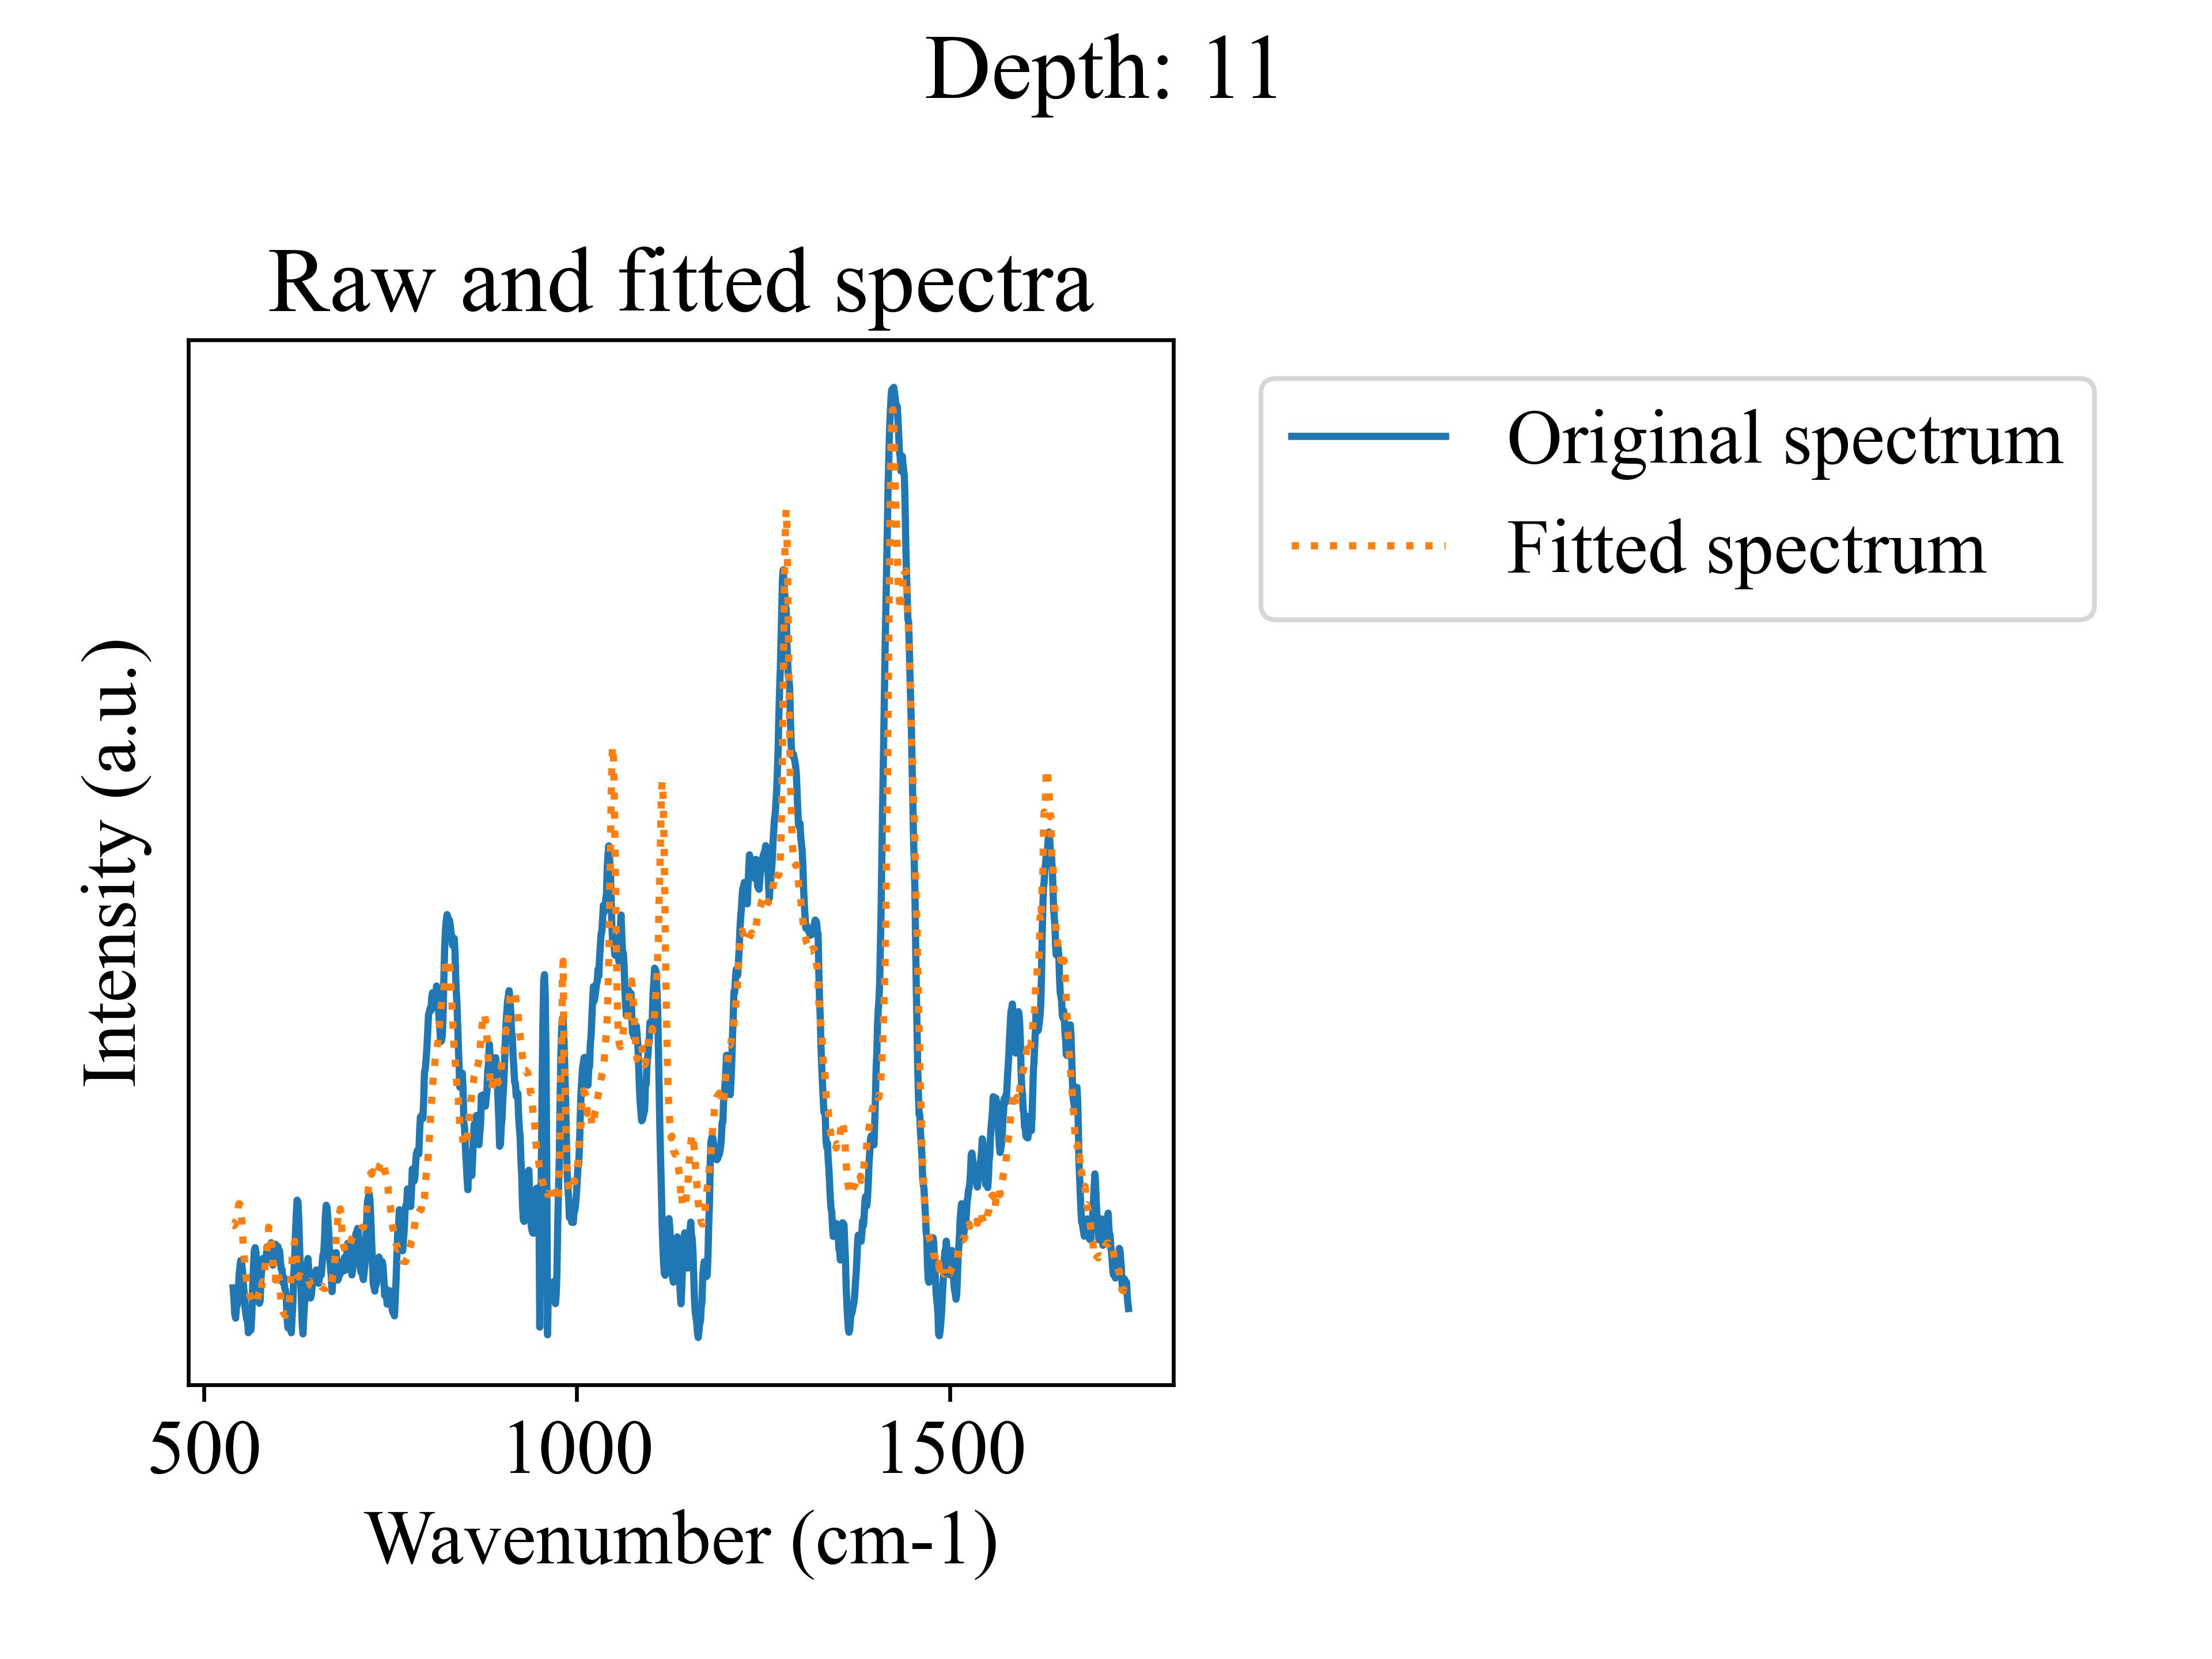 Depth: 11
Raw and fitted spectra
Original spectrum
Fitted spectrum
Intensity (a.u.)
500 1000 1500
Wavenumber (cm-1)